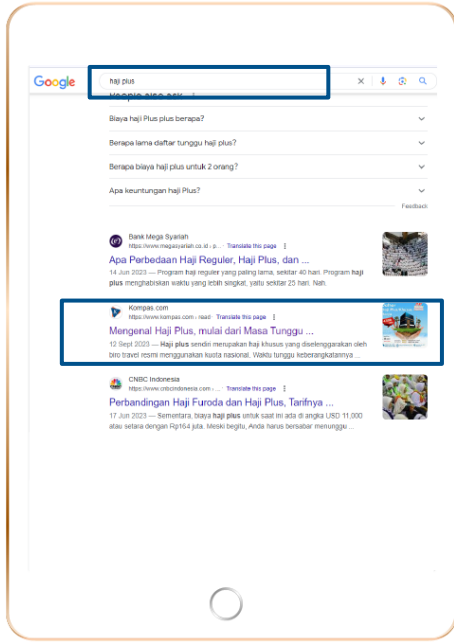 Google
haji plus
People also ask
Biaya haji Plus plus berapa?
Berapa lama daftar tunggu haji plus?
Berapa biaya haji plus untuk 2 orang?
Apa keuntungan haji Plus?
Feedback
Bank Mega Syariah
https://www.megasyariah.co.id › p... · Translate this page
Apa Perbedaan Haji Reguler, Haji Plus, dan ...
14 Jun 2023 — Program haji reguler yang paling lama, sekitar 40 hari. Program haji
plus menghabiskan waktu yang lebih singkat, yaitu sekitar 25 hari. Nah,
Kompas.com
https://www.kompas.com › read · Translate this page
Mengenal Haji Plus, mulai dari Masa Tunggu ...
12 Sept 2023 — Haji plus sendiri merupakan haji khusus yang diselenggarakan oleh
biro travel resmi menggunakan kuota nasional. Waktu tunggu keberangkatannya ...
CNBC Indonesia
https://www.cnbcindonesia.com › ... · Translate this page
Perbandingan Haji Furoda dan Haji Plus, Tarifnya ...
17 Jun 2023 — Sementara, biaya haji plus untuk saat ini ada di angka USD 11,000
atau setara dengan Rp164 juta. Meski begitu, Anda harus bersabar menunggu ...